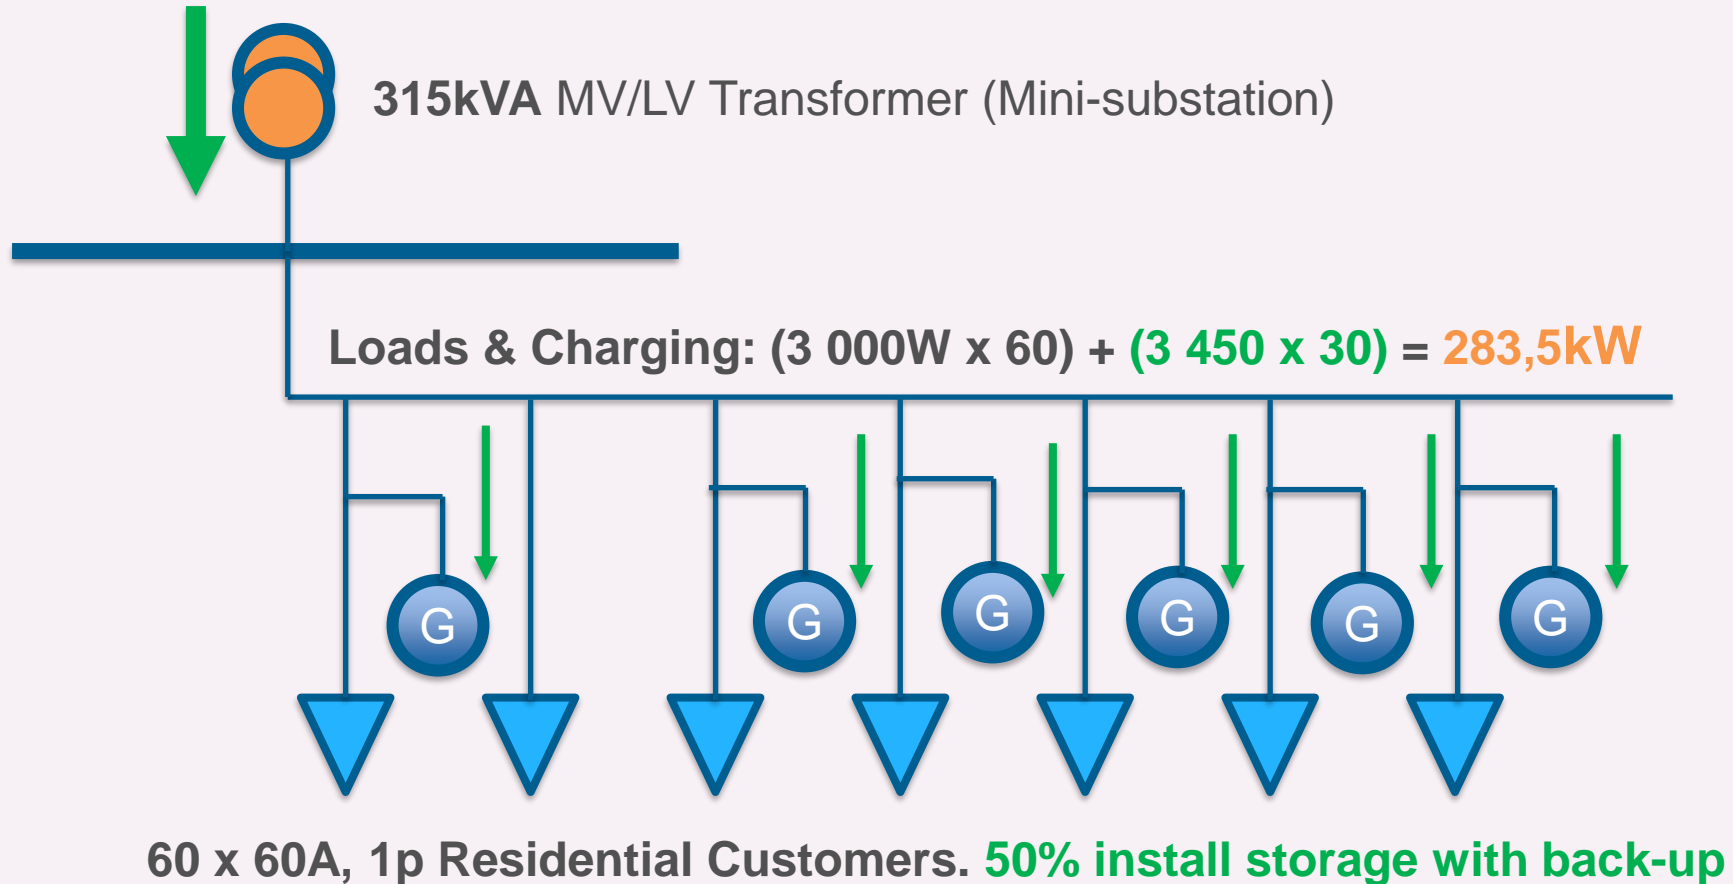 315kVA MV/LV Transformer (Mini-substation)
Loads & Charging: (3 000W x 60) + (3 450 x 30) = 283,5kW
G G G G G G
60 x 60A, 1p Residential Customers. 50% install storage with back-up